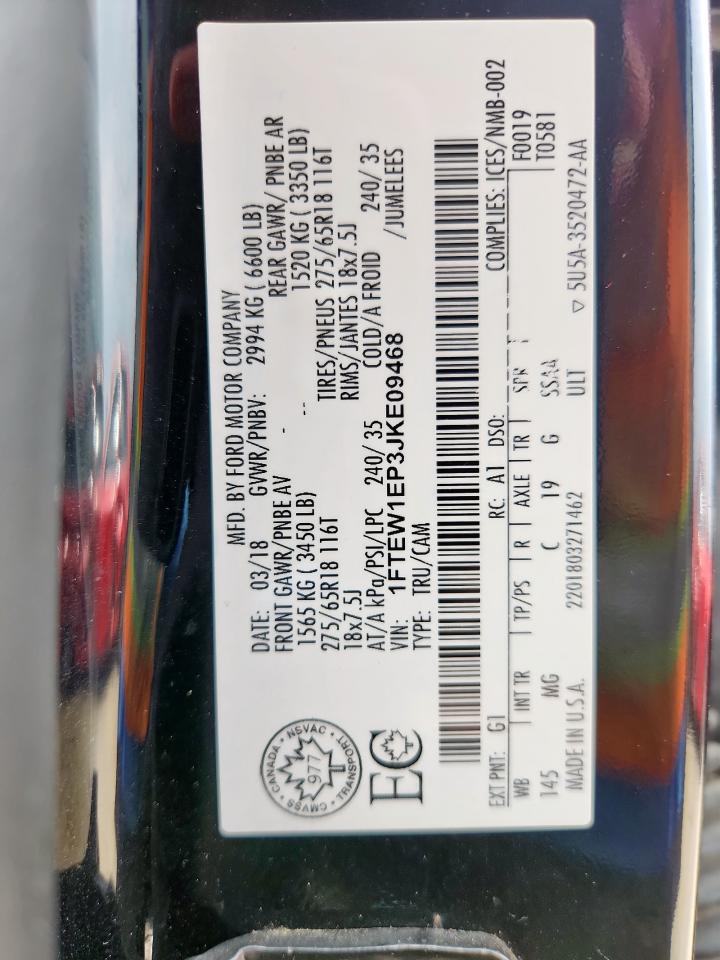 MFD. BY FORD MOTOR COMPANY
DATE: 03/18 GVWR/PNBV: 2994 KG ( 6600 LB)
FRONT GAWR/PNBE AV - REAR GAWR/ PNBE AR
1565 KG ( 3450 LB) -- 1520 KG ( 3350 LB)
275/65R18 116T TIRES/PNEUS 275/65R18 116T
18x7.5J RIMS/JANTES 18x7.5J
AT/A kPa/PSI/LPC 240/ 35 COLD/A FROID 240/ 35
VIN: 1FTEW1EP3JKE09468 /JUMELEES
TYPE: TRU/CAM
CANADA • NSVAC • TRANSPORT • CMVSS •
977
EC
EXT PNT: G1 RC: A1 DSO: COMPLIES: ICES/NMB-002
WB INT TR TP/PS R AXLE TR SPR F0019
145 MG C 19 G SSA4 T0581
MADE IN U.S.A. 2201803271462 ULT ▽ 5U5A-3520472-AA